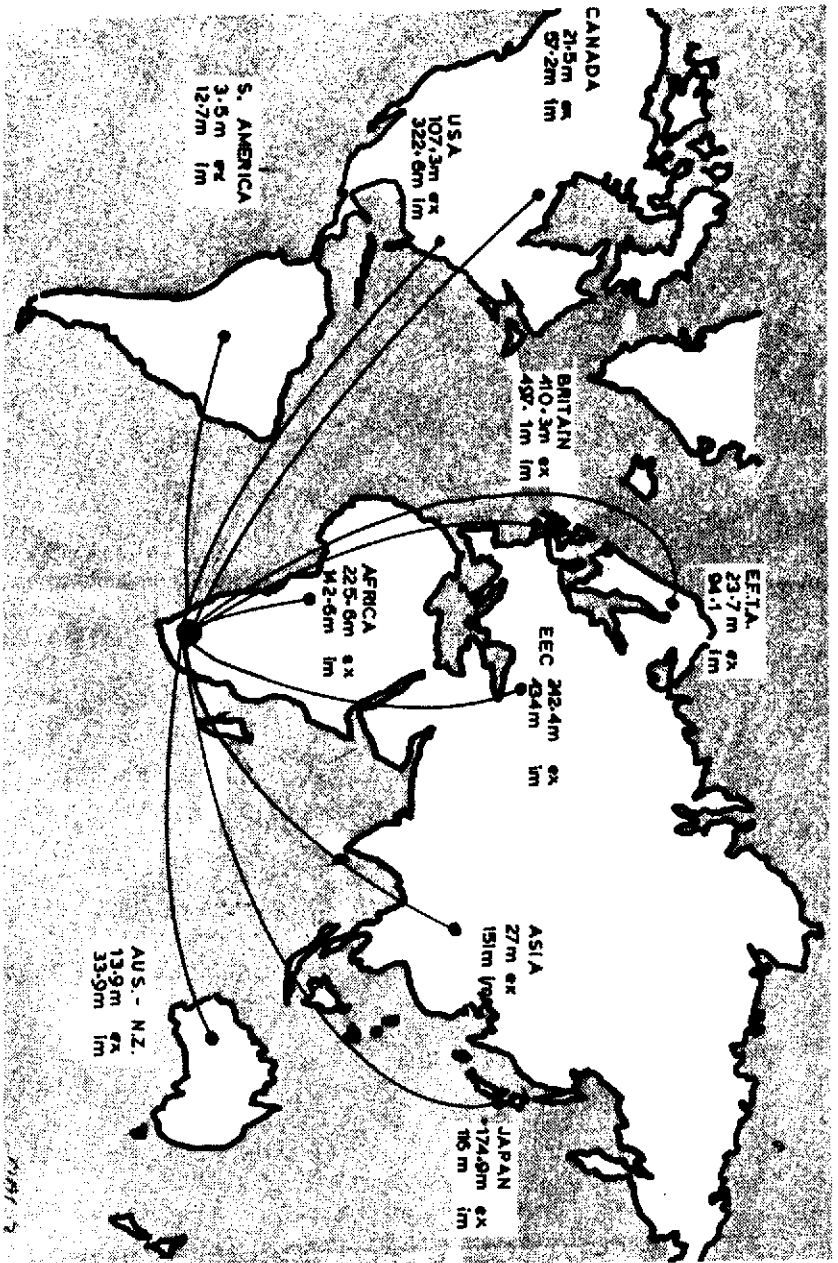 CANADA
21·5m ex
57·2m im
USA
107·3m ex
322·6m im
S. AMERICA
3·5m ex
12·7m im
BRITAIN
410·3m ex
497·1m im
E.F.T.A.
23·7m ex
94·1 im
EEC 242·4m ex
434m im
AFRICA
225·6m ex
142·6m im
ASIA
27m ex
151m
JAPAN
*174·9m ex
116m im
AUS.-N.Z.
13·9m ex
33·9m im